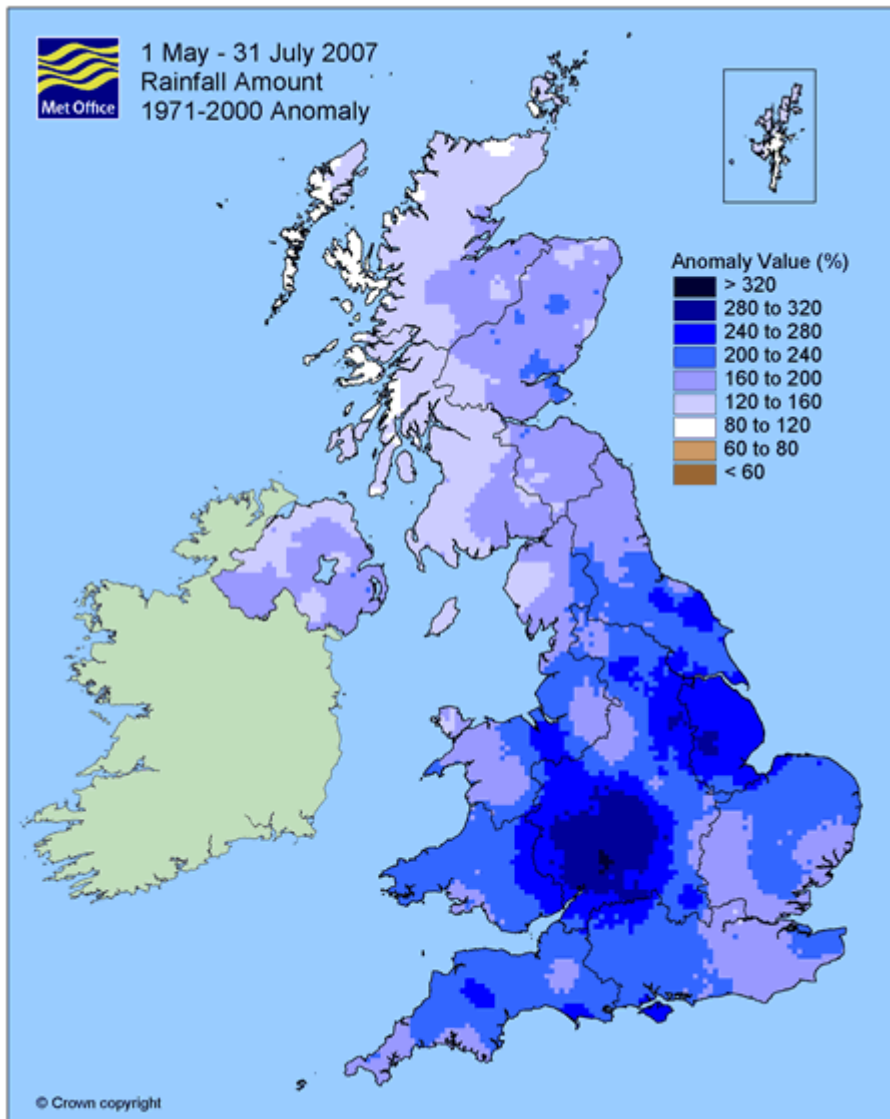 Met Office
1 May - 31 July 2007
Rainfall Amount
1971-2000 Anomaly
Anomaly Value (%)
> 320
280 to 320
240 to 280
200 to 240
160 to 200
120 to 160
80 to 120
60 to 80
< 60
© Crown copyright